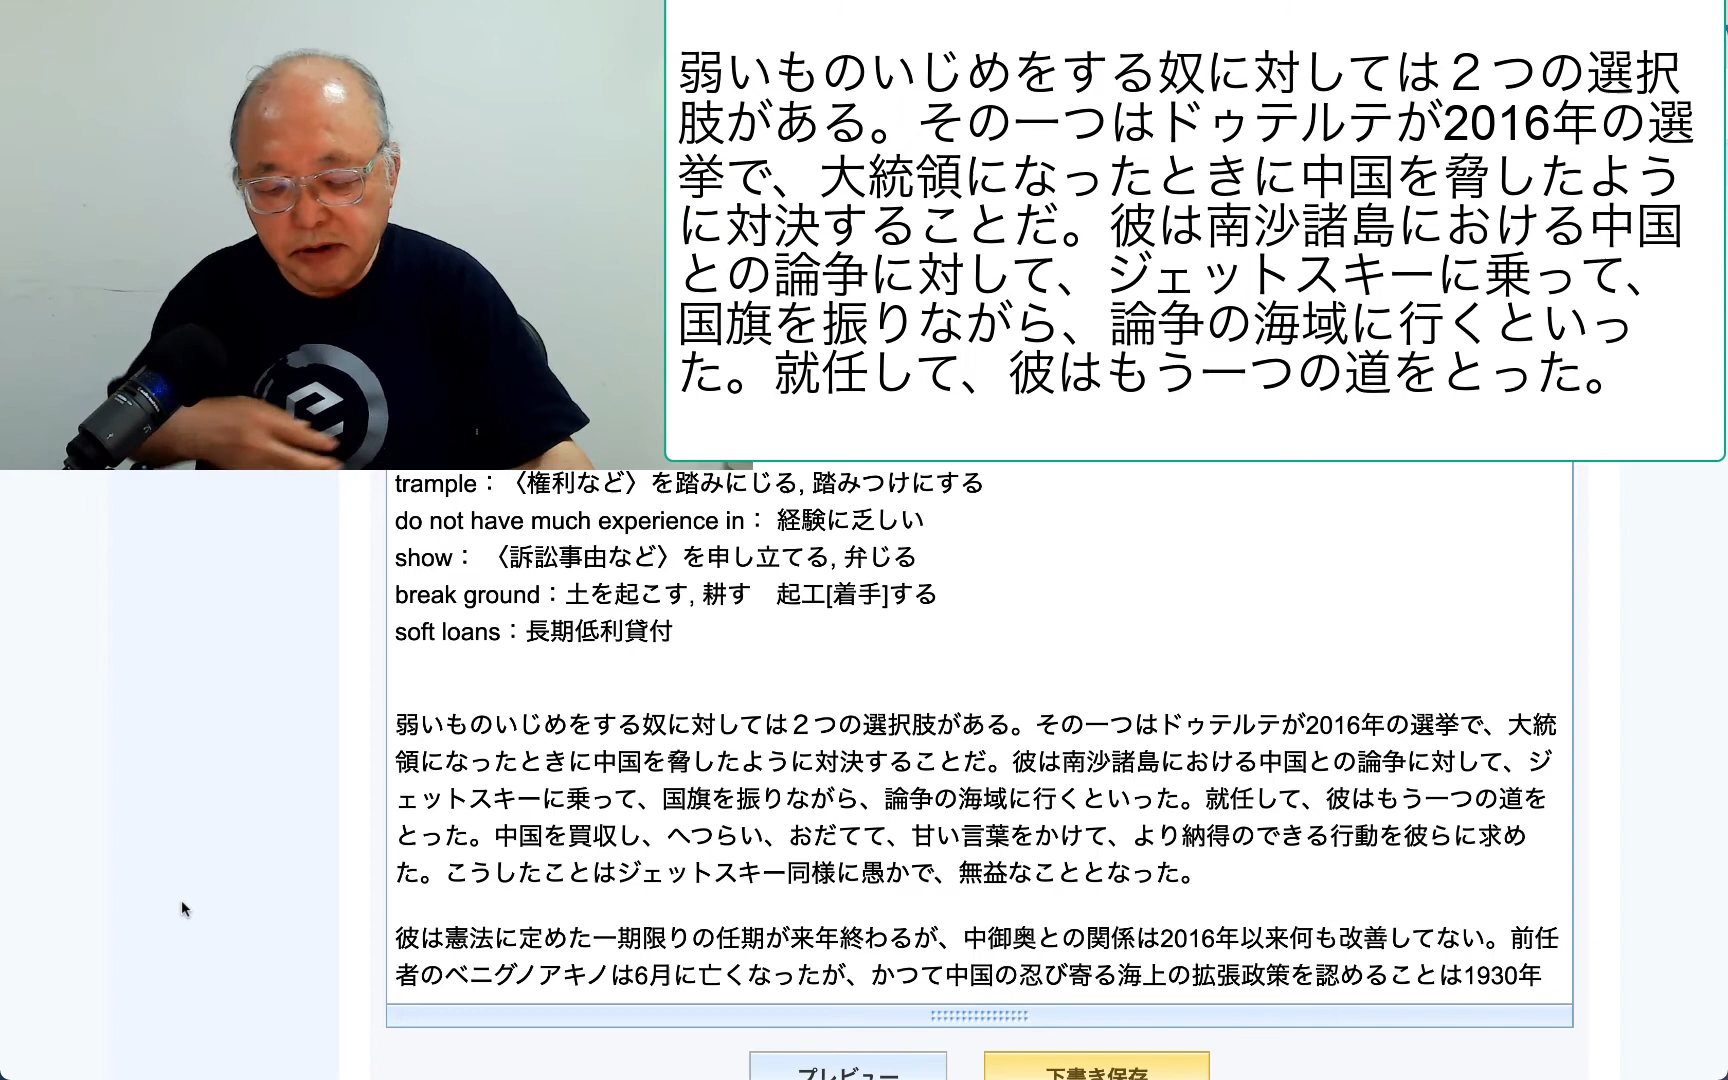 弱いものいじめをする奴に対しては２つの選択
肢がある。その一つはドゥテルテが2016年の選
挙で、大統領になったときに中国を脅したよう
に対決することだ。彼は南沙諸島における中国
との論争に対して、ジェットスキーに乗って、
国旗を振りながら、論争の海域に行くといっ
た。就任して、彼はもう一つの道をとった。
trample：〈権利など〉を踏みにじる, 踏みつけにする
do not have much experience in： 経験に乏しい
show： 〈訴訟事由など〉を申し立てる, 弁じる
break ground：土を起こす, 耕す　起工[着手]する
soft loans：長期低利貸付
弱いものいじめをする奴に対しては２つの選択肢がある。その一つはドゥテルテが2016年の選挙で、大統
領になったときに中国を脅したように対決することだ。彼は南沙諸島における中国との論争に対して、ジ
ェットスキーに乗って、国旗を振りながら、論争の海域に行くといった。就任して、彼はもう一つの道を
とった。中国を買収し、へつらい、おだてて、甘い言葉をかけて、より納得のできる行動を彼らに求め
た。こうしたことはジェットスキー同様に愚かで、無益なこととなった。
彼は憲法に定めた一期限りの任期が来年終わるが、中御奥との関係は2016年以来何も改善してない。前任
者のベニグノアキノは6月に亡くなったが、かつて中国の忍び寄る海上の拡張政策を認めることは1930年
プレビュー
下書き保存